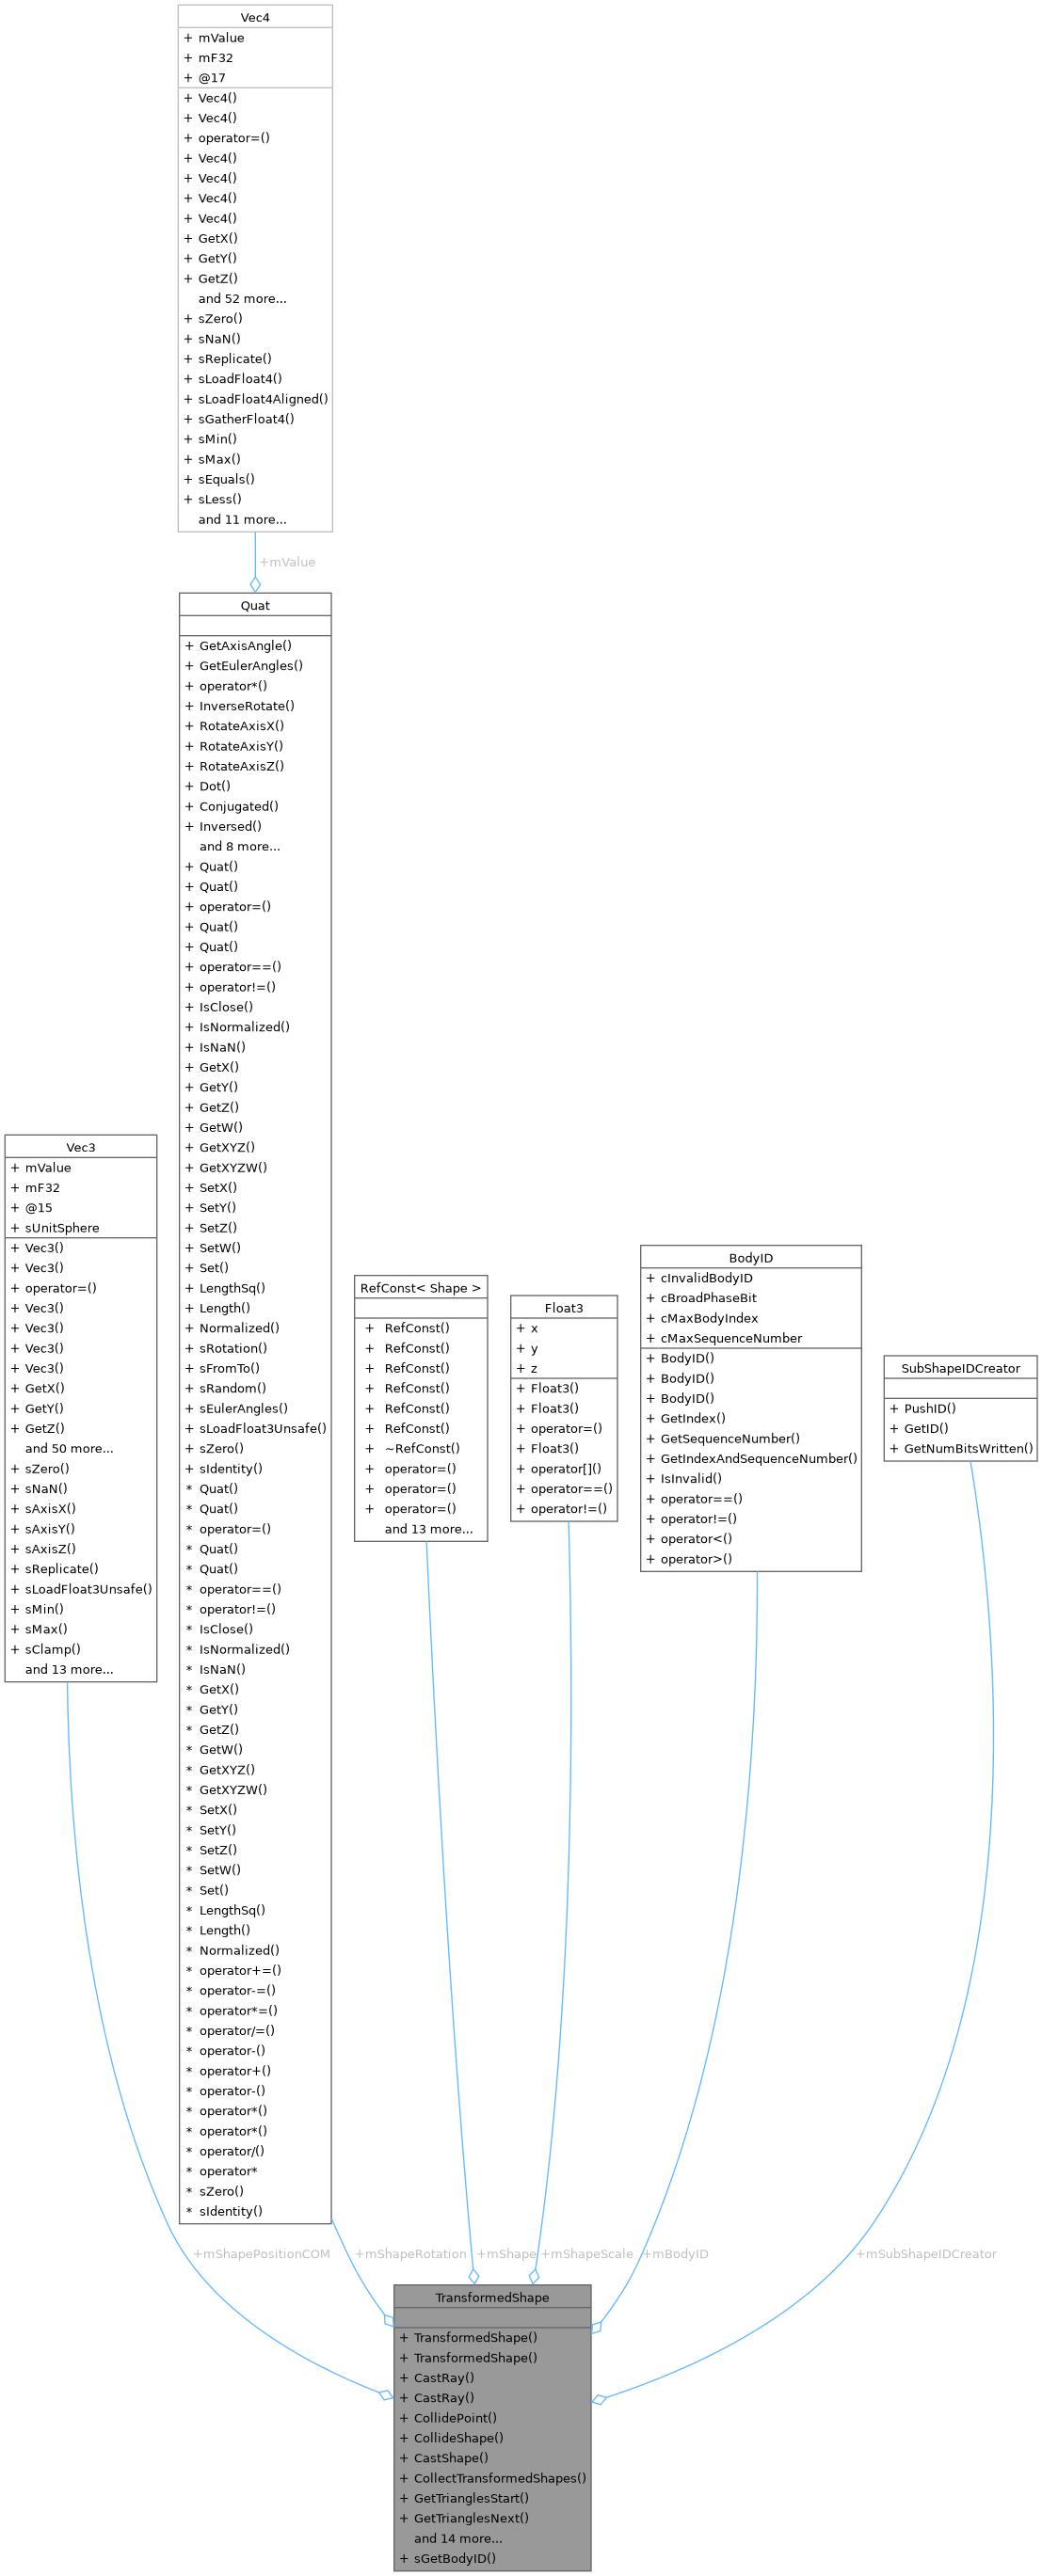 Vec4
+ mValue
+ mF32
+ @17
+ Vec4()
+ Vec4()
+ operator=()
+ Vec4()
+ Vec4()
+ Vec4()
+ Vec4()
+ GetX()
+ GetY()
+ GetZ()
and 52 more...
+ sZero()
+ sNaN()
+ sReplicate()
+ sLoadFloat4()
+ sLoadFloat4Aligned()
+ sGatherFloat4()
+ sMin()
+ sMax()
+ sEquals()
+ sLess()
and 11 more...
+mValue
Quat
+ GetAxisAngle()
+ GetEulerAngles()
+ operator*()
+ InverseRotate()
+ RotateAxisX()
+ RotateAxisY()
+ RotateAxisZ()
+ Dot()
+ Conjugated()
+ Inversed()
and 8 more...
+ Quat()
+ Quat()
+ operator=()
+ Quat()
+ Quat()
+ operator==()
+ operator!=()
+ IsClose()
+ IsNormalized()
+ IsNaN()
+ GetX()
+ GetY()
+ GetZ()
+ GetW()
+ GetXYZ()
+ GetXYZW()
+ SetX()
+ SetY()
+ SetZ()
+ SetW()
+ Set()
+ LengthSq()
+ Length()
+ Normalized()
+ sRotation()
+ sFromTo()
+ sRandom()
+ sEulerAngles()
+ sLoadFloat3Unsafe()
+ sZero()
+ sIdentity()
* Quat()
* Quat()
* operator=()
* Quat()
* Quat()
* operator==()
* operator!=()
* IsClose()
* IsNormalized()
* IsNaN()
* GetX()
* GetY()
* GetZ()
* GetW()
* GetXYZ()
* GetXYZW()
* SetX()
* SetY()
* SetZ()
* SetW()
* Set()
* LengthSq()
* Length()
* Normalized()
* operator+=()
* operator-=()
* operator*=()
* operator/=()
* operator-()
* operator+()
* operator-()
* operator*()
* operator*()
* operator/()
* operator*
* sZero()
* sIdentity()
Vec3
+ mValue
+ mF32
+ @15
+ sUnitSphere
+ Vec3()
+ Vec3()
+ operator=()
+ Vec3()
+ Vec3()
+ Vec3()
+ Vec3()
+ GetX()
+ GetY()
+ GetZ()
and 50 more...
+ sZero()
+ sNaN()
+ sAxisX()
+ sAxisY()
+ sAxisZ()
+ sReplicate()
+ sLoadFloat3Unsafe()
+ sMin()
+ sMax()
+ sClamp()
and 13 more...
RefConst< Shape >
+ RefConst()
+ RefConst()
+ RefConst()
+ RefConst()
+ RefConst()
+ RefConst()
+ ~RefConst()
+ operator=()
+ operator=()
+ operator=()
and 13 more...
Float3
+ x
+ y
+ z
+ Float3()
+ Float3()
+ operator=()
+ Float3()
+ operator[]()
+ operator==()
+ operator!=()
BodyID
+ cInvalidBodyID
+ cBroadPhaseBit
+ cMaxBodyIndex
+ cMaxSequenceNumber
+ BodyID()
+ BodyID()
+ BodyID()
+ GetIndex()
+ GetSequenceNumber()
+ GetIndexAndSequenceNumber()
+ IsInvalid()
+ operator==()
+ operator!=()
+ operator<()
+ operator>()
SubShapeIDCreator
+ PushID()
+ GetID()
+ GetNumBitsWritten()
+mShapePositionCOM
+mShapeRotation
+mShape
+mShapeScale
+mBodyID
+mSubShapeIDCreator
TransformedShape
+ TransformedShape()
+ TransformedShape()
+ CastRay()
+ CastRay()
+ CollidePoint()
+ CollideShape()
+ CastShape()
+ CollectTransformedShapes()
+ GetTrianglesStart()
+ GetTrianglesNext()
and 14 more...
+ sGetBodyID()